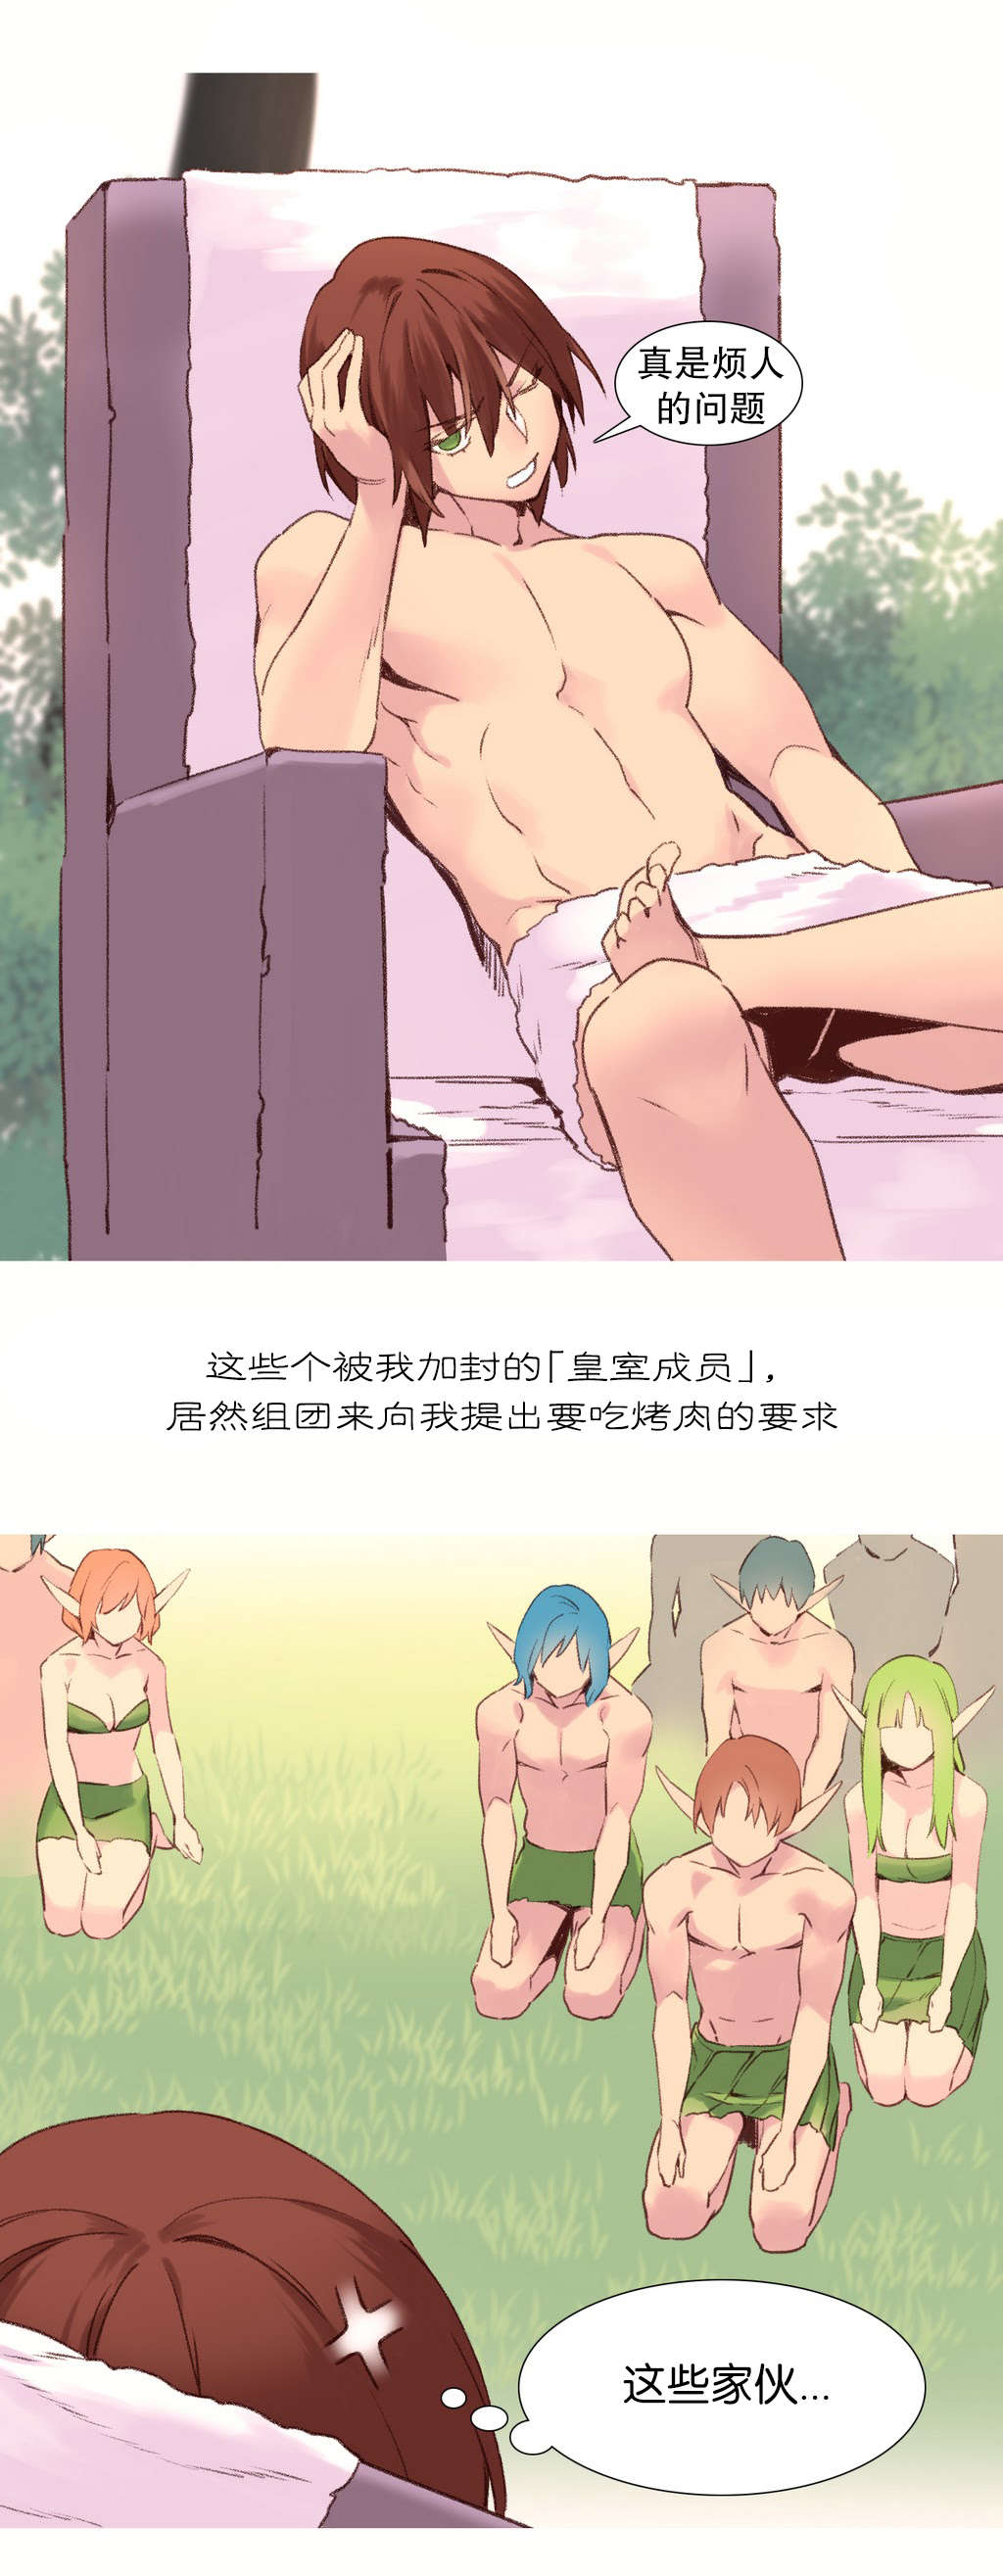 真是烦人
的问题
这些个被我加封的「皇室成员」,
居然组团来向我提出要吃烤肉的要求
这些家伙...